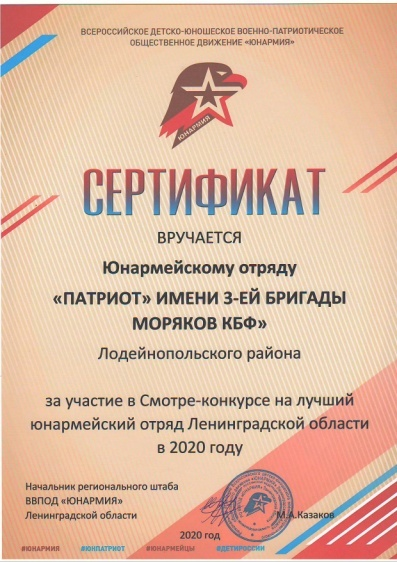 ВСЕРОССИЙСКОЕ ДЕТСКО-ЮНОШЕСКОЕ ВОЕННО-ПАТРИОТИЧЕСКОЕ
ОБЩЕСТВЕННОЕ ДВИЖЕНИЕ «ЮНАРМИЯ»
ЮНАРМИЯ
СЕРТИФИКАТ
ВРУЧАЕТСЯ
Юнармейскому отряду
«ПАТРИОТ» ИМЕНИ 3-ЕЙ БРИГАДЫ
МОРЯКОВ КБФ»
Лодейнопольского района
за участие в Смотре-конкурсе на лучший
юнармейский отряд Ленинградской области
в 2020 году
Начальник регионального штаба
ВВПОД «ЮНАРМИЯ»
Ленинградской области
М.А.Казаков
2020 год
#ЮНАРМИЯ #ЮНПАТРИОТ #ЮНАРМЕЙЦЫ #ДЕТИРОССИИ